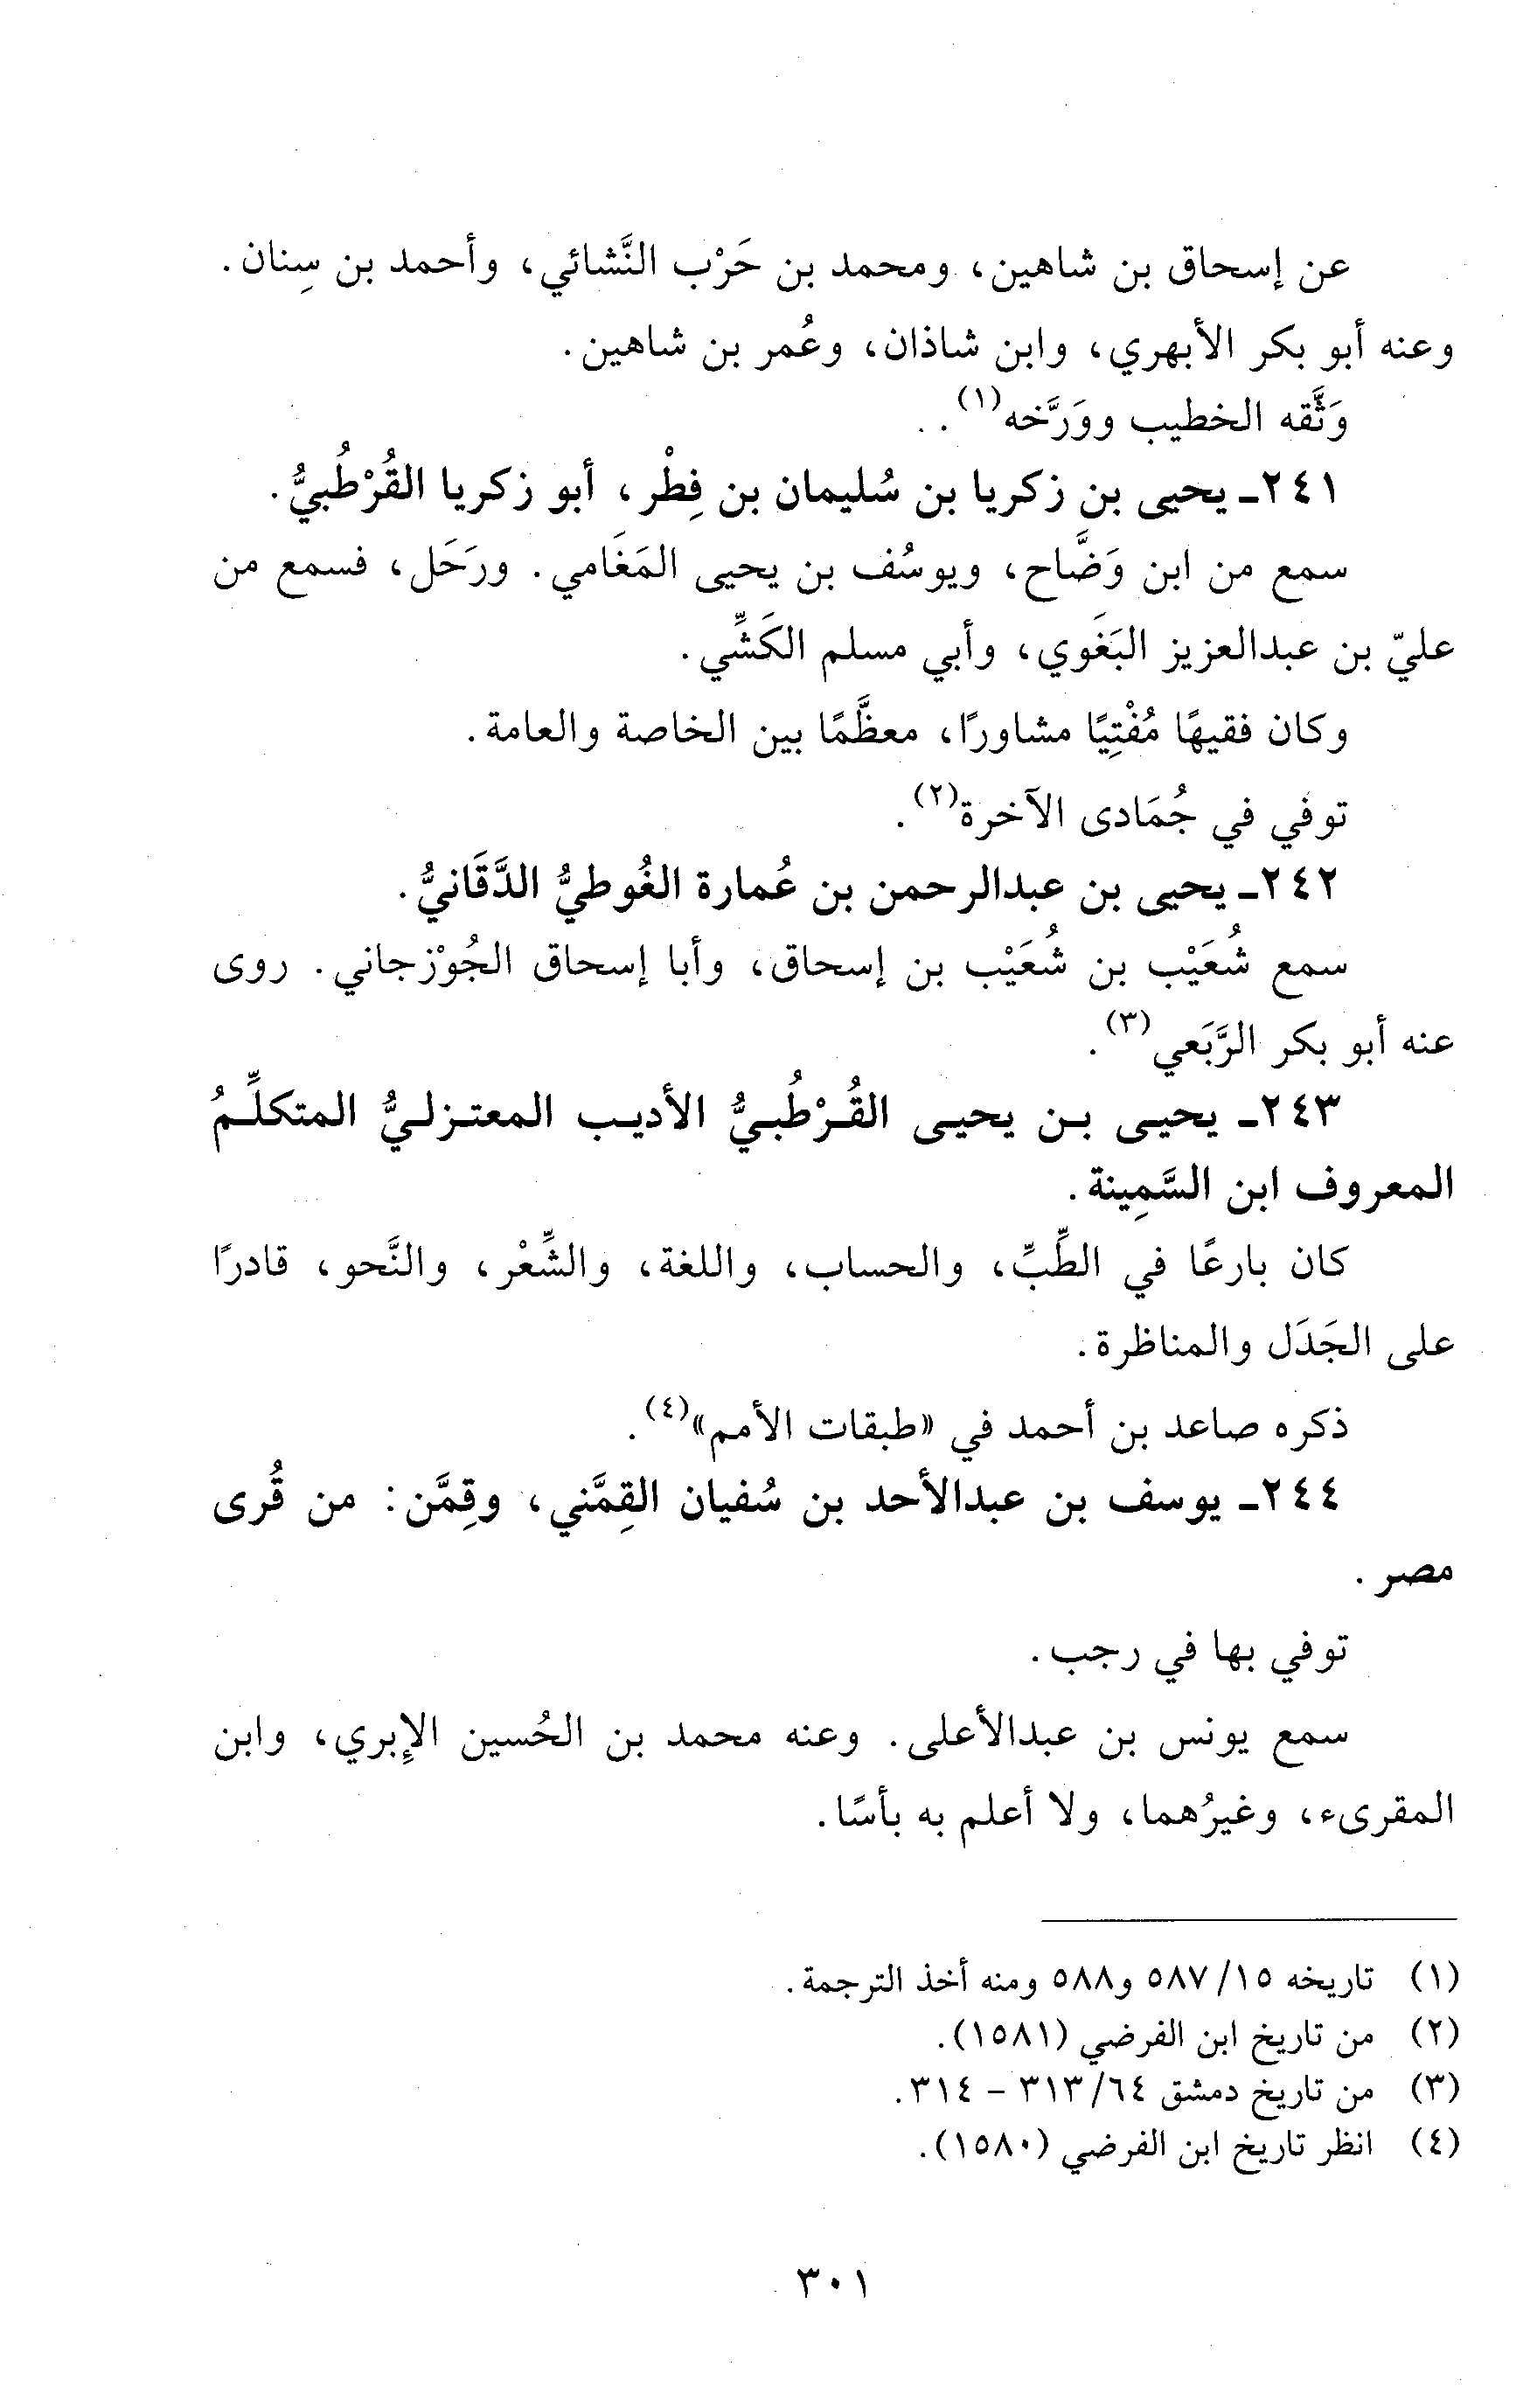 عن إسحاق بن شاهين، ومحمد بن حَرْب النَّشائي، وأحمد بن سِنان.
وعنه أبو بكر الأبهري، وابن شاذان، وعُمر بن شاهين.
وَثَّقه الخطيب ووَرَّخه(١).
٢٤١- يحيى بن زكريا بن سُليمان بن فِطْر، أبو زكريا القُرْطُبيُّ.
سمع من ابن وَضَّاح، ويوسُف بن يحيى المَغَامي. ورَحَل، فسمع من
عليّ بن عبدالعزيز البَغَوي، وأبي مسلم الكَشِّي.
وكان فقيهًا مُفْتِيًا مشاورًا، معظَّمًا بين الخاصة والعامة.
توفي في جُمَادى الآخرة(٢).
٢٤٢- يحيى بن عبدالرحمن بن عُمارة الغُوطيُّ الدَّقَانيُّ.
سمع شُعَيْب بن شُعَيْب بن إسحاق، وأبا إسحاق الجُوْزجاني. روى
عنه أبو بكر الرَّبَعي(٣).
٢٤٣- يحيى بن يحيى القُرْطُبيُّ الأديب المعتزليُّ المتكلِّمُ
المعروف ابن السَّمِينة.
كان بارعًا في الطِّبِّ، والحساب، واللغة، والشِّعْر، والنَّحو، قادرًا
على الجَدَل والمناظرة.
ذكره صاعد بن أحمد في «طبقات الأمم»(٤).
٢٤٤- يوسف بن عبدالأحد بن سُفيان القِمَّني، وقِمَّن: من قُرى
مصر.
توفي بها في رجب.
سمع يونس بن عبدالأعلى. وعنه محمد بن الحُسين الإبري، وابن
المقرىء، وغيرُهما، ولا أعلم به بأسًا.
(١) تاريخه ١٥/ ٥٨٧ و٥٨٨ ومنه أخذ الترجمة.
(٢) من تاريخ ابن الفرضي (١٥٨١).
(٣) من تاريخ دمشق ٦٤/ ٣١٣ - ٣١٤.
(٤) انظر تاريخ ابن الفرضي (١٥٨٠).
٣٠١